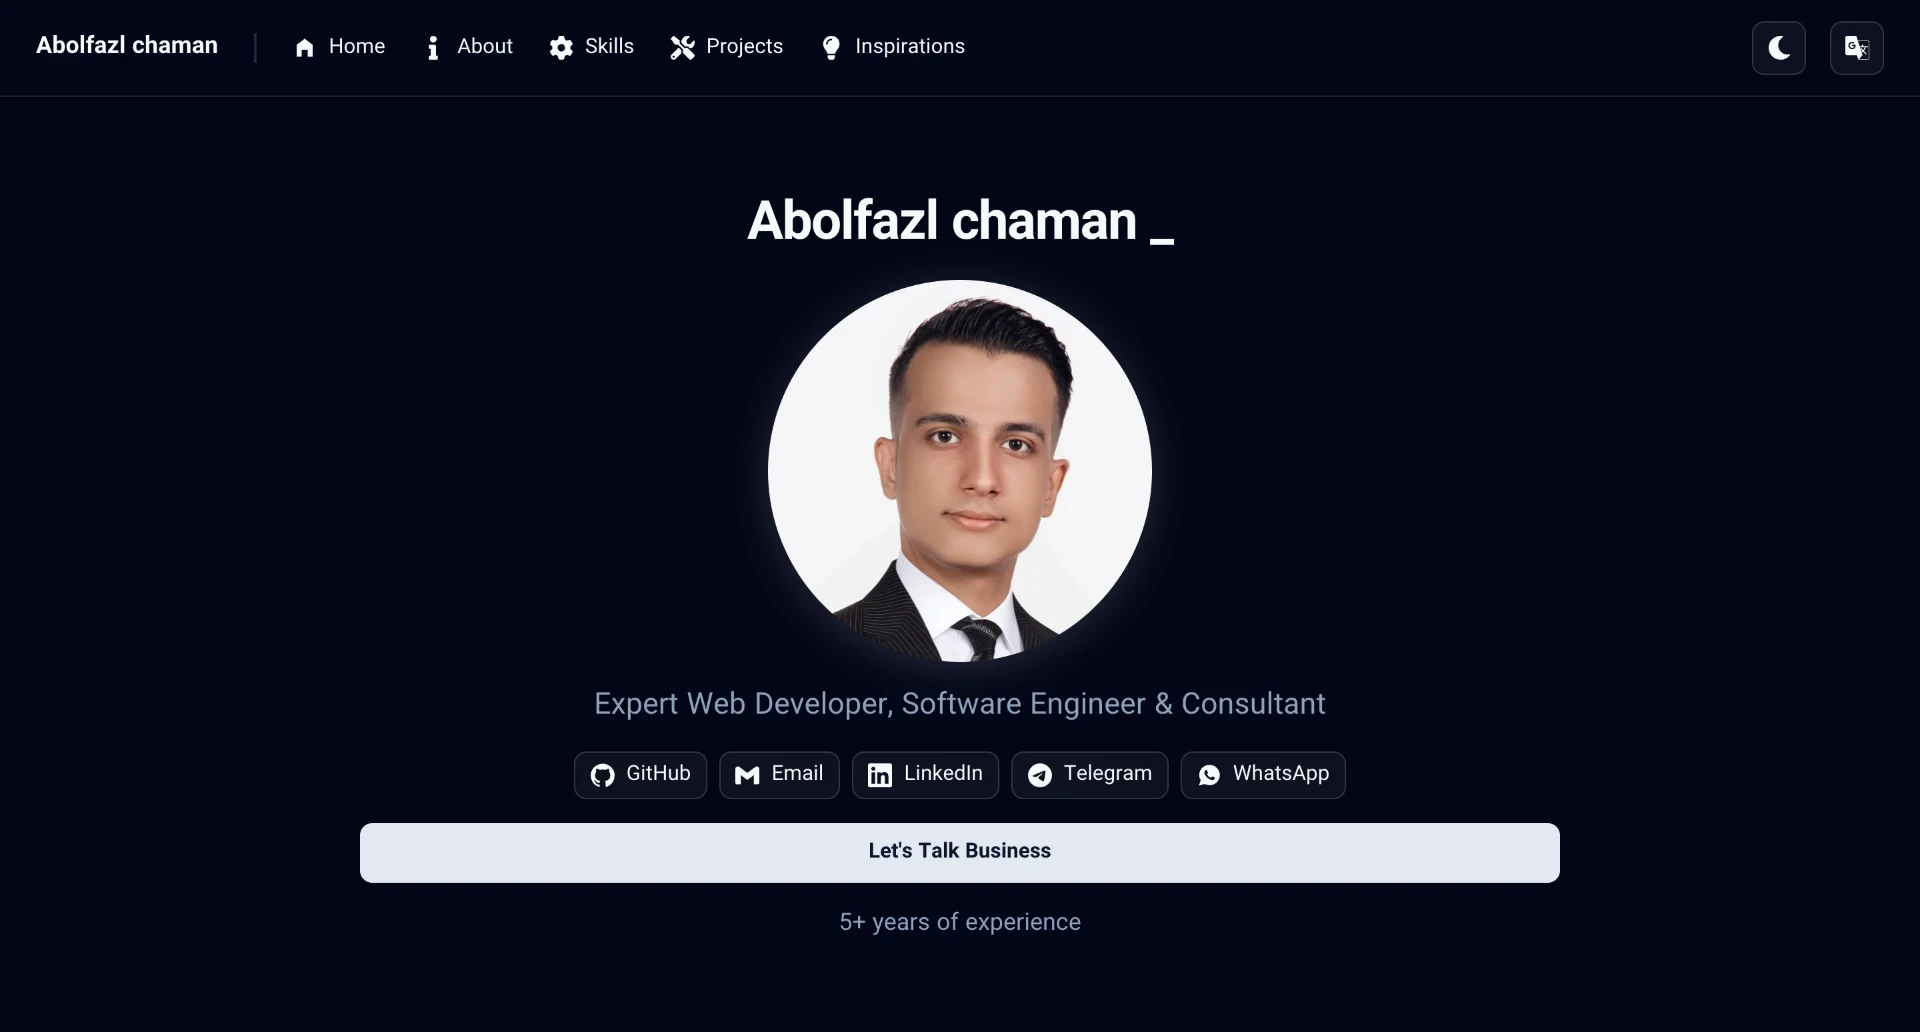 Abolfazl chaman
Home
About
Skills
Projects
Inspirations
Abolfazl chaman _
Expert Web Developer, Software Engineer & Consultant
GitHub
Email
LinkedIn
Telegram
WhatsApp
Let's Talk Business
5+ years of experience